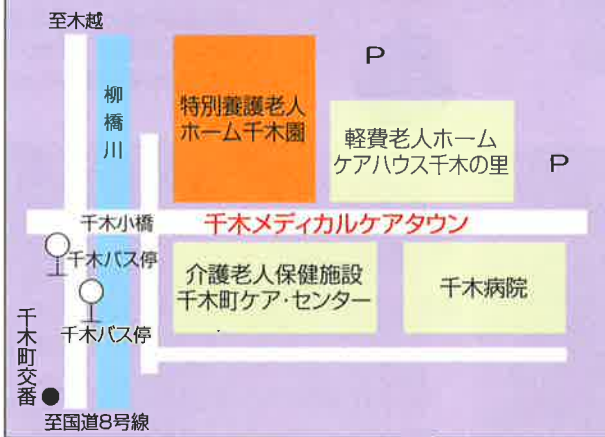 至木越
柳橋川
特別養護老人
ホーム千木園
P
軽費老人ホーム
ケアハウス千木の里
P
千木小橋
千木メディカルケアタウン
千木バス停
介護老人保健施設
千木町ケア・センター
千木病院
千木バス停
千木町交番
至国道8号線